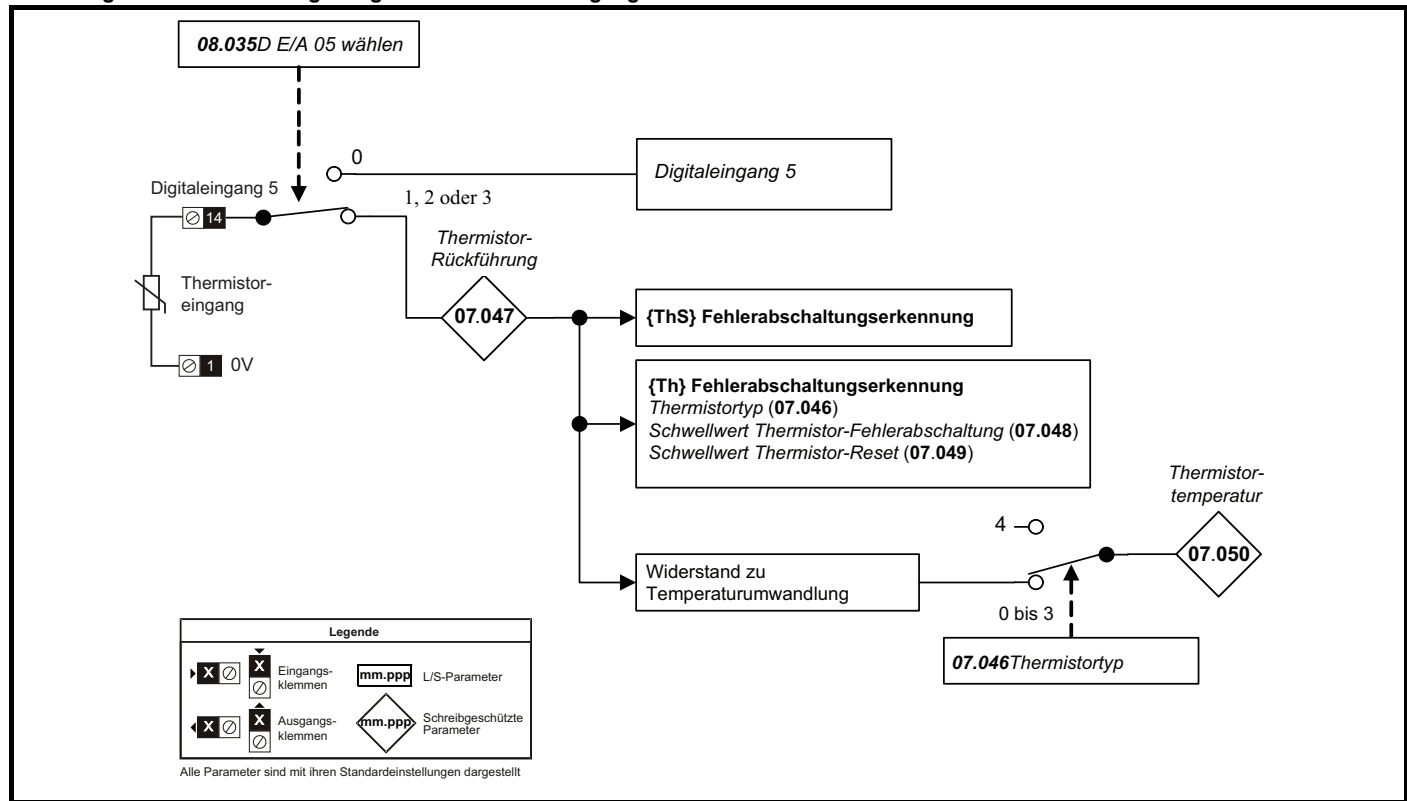 08.035D E/A 05 wählen
0
Digitaleingang 5
Digitaleingang 5
1, 2 oder 3
14
Thermistor-
Rückführung
Thermistor-
eingang
07.047
{ThS} Fehlerabschaltungserkennung
1 0V
{Th} Fehlerabschaltungserkennung
Thermistortyp (07.046)
Schwellwert Thermistor-Fehlerabschaltung (07.048)
Schwellwert Thermistor-Reset (07.049)
Thermistor-
temperatur
4
07.050
Widerstand zu
Temperaturumwandlung
0 bis 3
07.046Thermistortyp
Legende
X
X
Eingangs-
klemmen
mm.ppp
L/S-Parameter
X
X
Ausgangs-
klemmen
mm.ppp
Schreibgeschützte
Parameter
Alle Parameter sind mit ihren Standardeinstellungen dargestellt